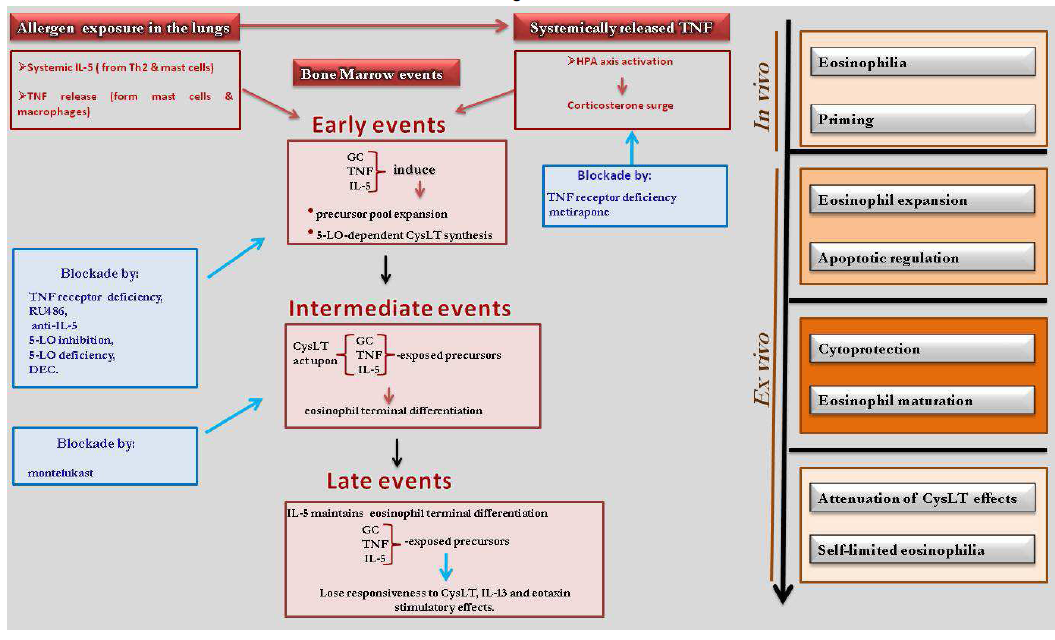 Allergen exposure in the lungs
Systemically released TNF
➢Systemic IL-5 ( from Th2 & mast cells)
➢TNF release (form mast cells &
macrophages)
Bone Marrow events
➢HPA axis activation
Corticosterone surge
Early events
GC
TNF
IL-5
induce
• precursor pool expansion
• 5-LO-dependent CysLT synthesis
Blockade by:
TNF receptor deficiency
metirapone
Blockade by:
TNF receptor deficiency,
RU486,
anti-IL-5
5-LO inhibition,
5-LO deficiency,
DEC.
Intermediate events
CysLT
act upon
GC
TNF
IL-5
-exposed precursors
eosinophil terminal differentiation
Blockade by:
montelukast
Late events
IL-5 maintains eosinophil terminal differentiation
GC
TNF
IL-5
-exposed precursors
Lose responsiveness to CysLT, IL-13 and eotaxin
stimulatory effects.
In vivo
Eosinophilia
Priming
Ex vivo
Eosinophil expansion
Apoptotic regulation
Cytoprotection
Eosinophil maturation
Attenuation of CysLT effects
Self-limited eosinophilia